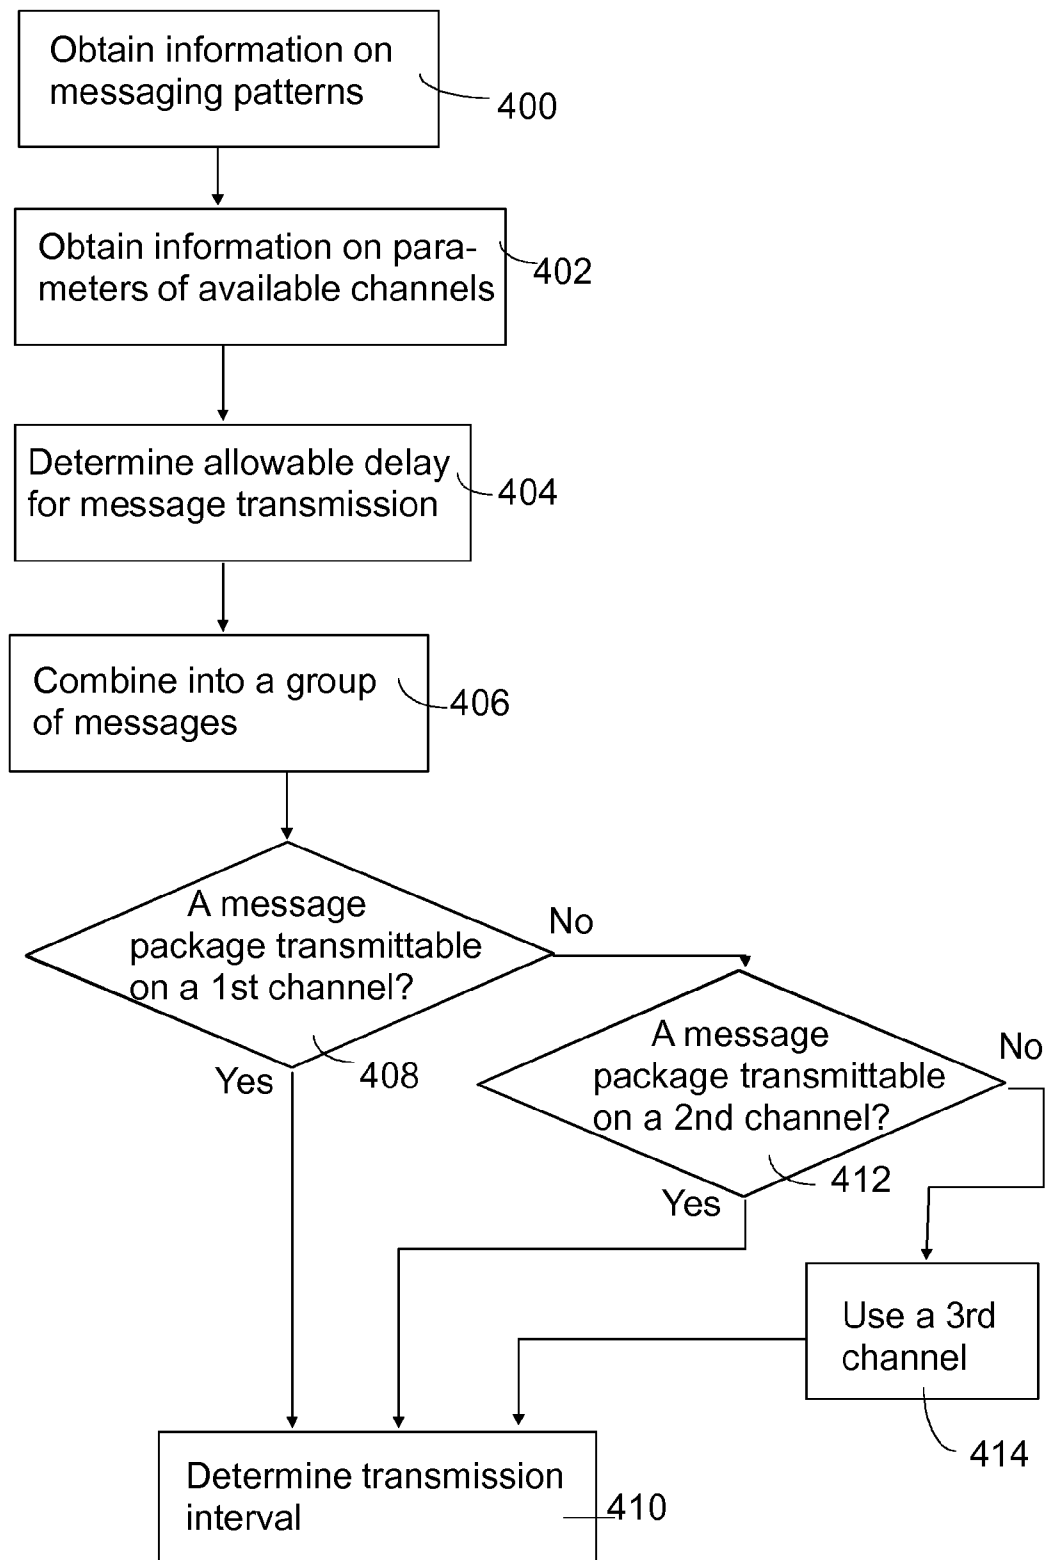 Obtain information on
messaging patterns
400
Obtain information on para-
meters of available channels
402
Determine allowable delay
for message transmission
404
Combine into a group
of messages
406
A message
package transmittable
on a 1st channel?
No
408
Yes
A message
package transmittable
on a 2nd channel?
No
412
Yes
Use a 3rd
channel
414
Determine transmission
interval
410